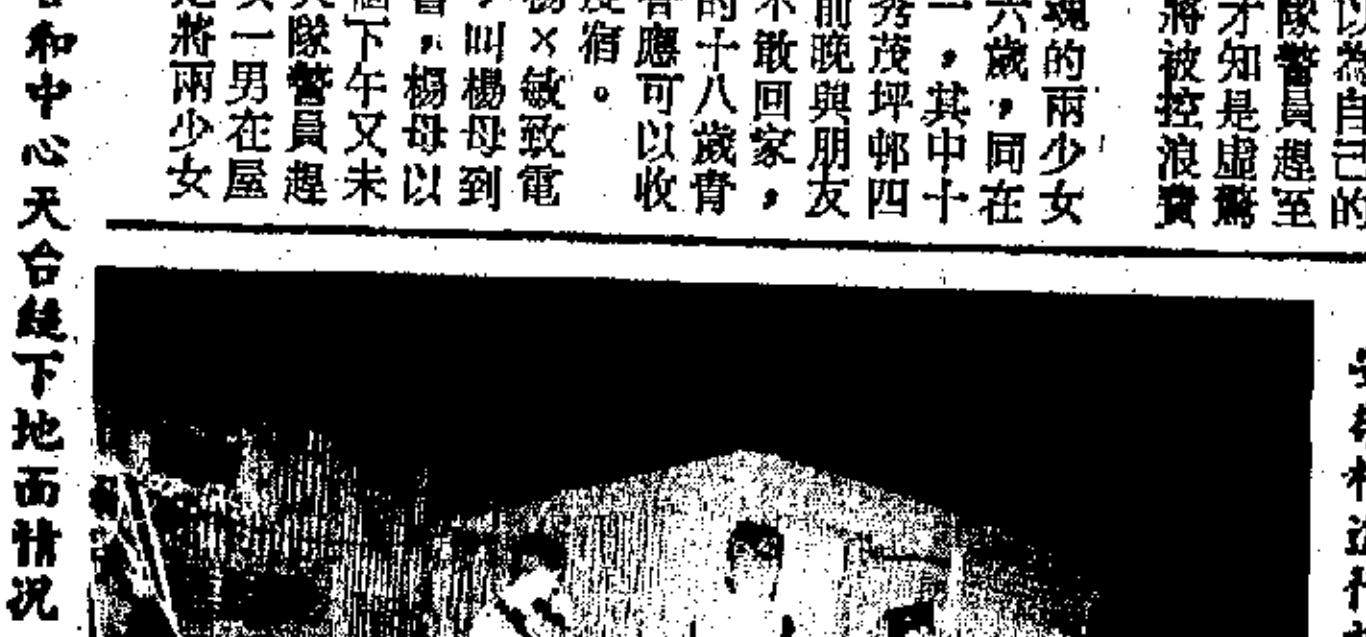 以為自己的
隊警員趕至
才知是虛驚
將被控浪費
的兩少女
六歲，同在
一，其中十
秀茂坪邨四
前晚與朋友
不敢回家，
的十八歲青
應可以收
宿。
×敏致電
，叫楊母到
，楊母以
下午又未
隊警員趕
一男在屋
將兩少女
和中心天台縫下地面情況